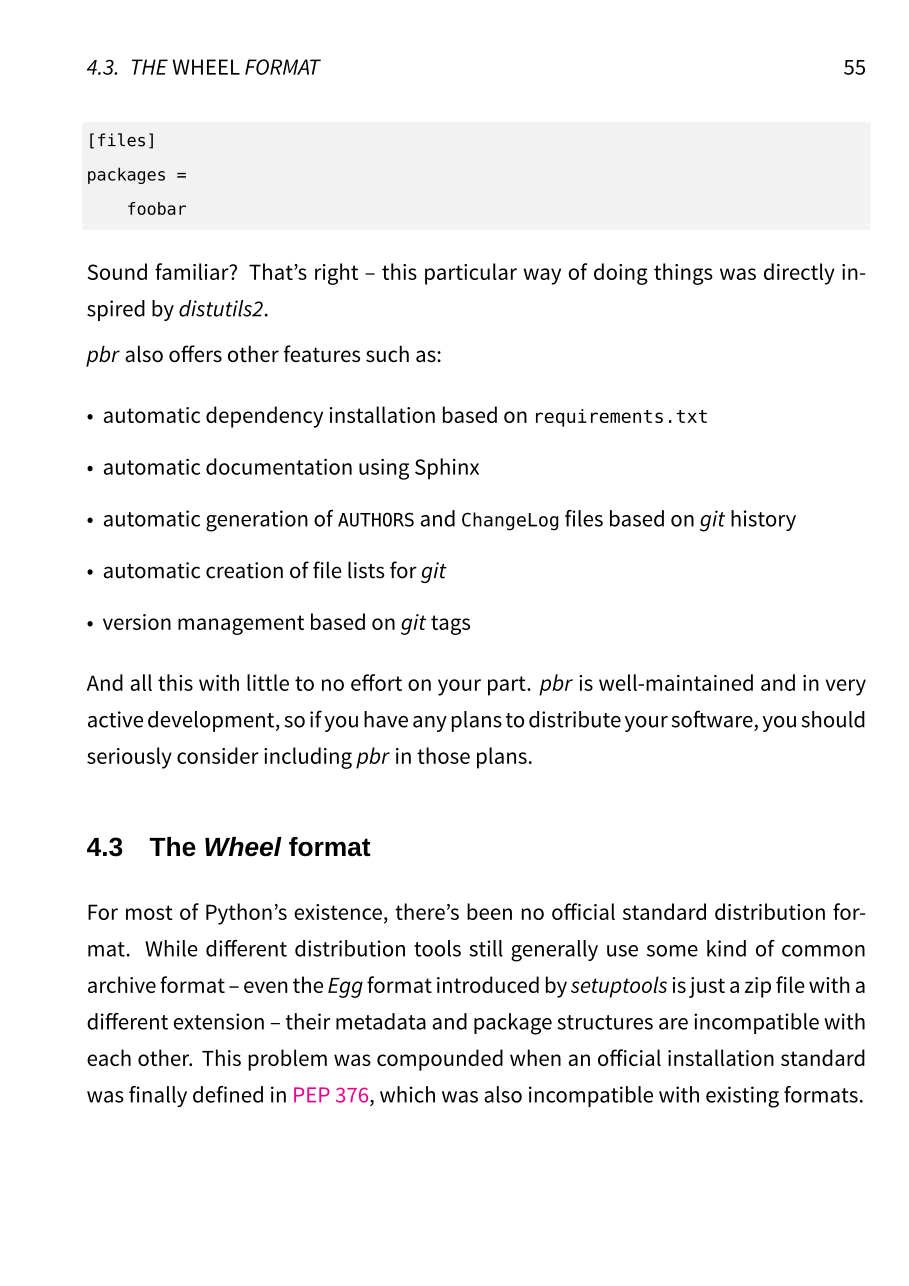 4.3. THE WHEEL FORMAT 55
[files]
packages =
    foobar
Sound familiar? That’s right – this particular way of doing things was directly in-
spired by distutils2.
pbr also offers other features such as:
• automatic dependency installation based on requirements.txt
• automatic documentation using Sphinx
• automatic generation of AUTHORS and ChangeLog files based on git history
• automatic creation of file lists for git
• version management based on git tags
And all this with little to no effort on your part. pbr is well-maintained and in very
active development, so if you have any plans to distribute your software, you should
seriously consider including pbr in those plans.
4.3 The Wheel format
For most of Python’s existence, there’s been no official standard distribution for-
mat. While different distribution tools still generally use some kind of common
archive format – even the Egg format introduced by setuptools is just a zip file with a
different extension – their metadata and package structures are incompatible with
each other. This problem was compounded when an official installation standard
was finally defined in PEP 376, which was also incompatible with existing formats.